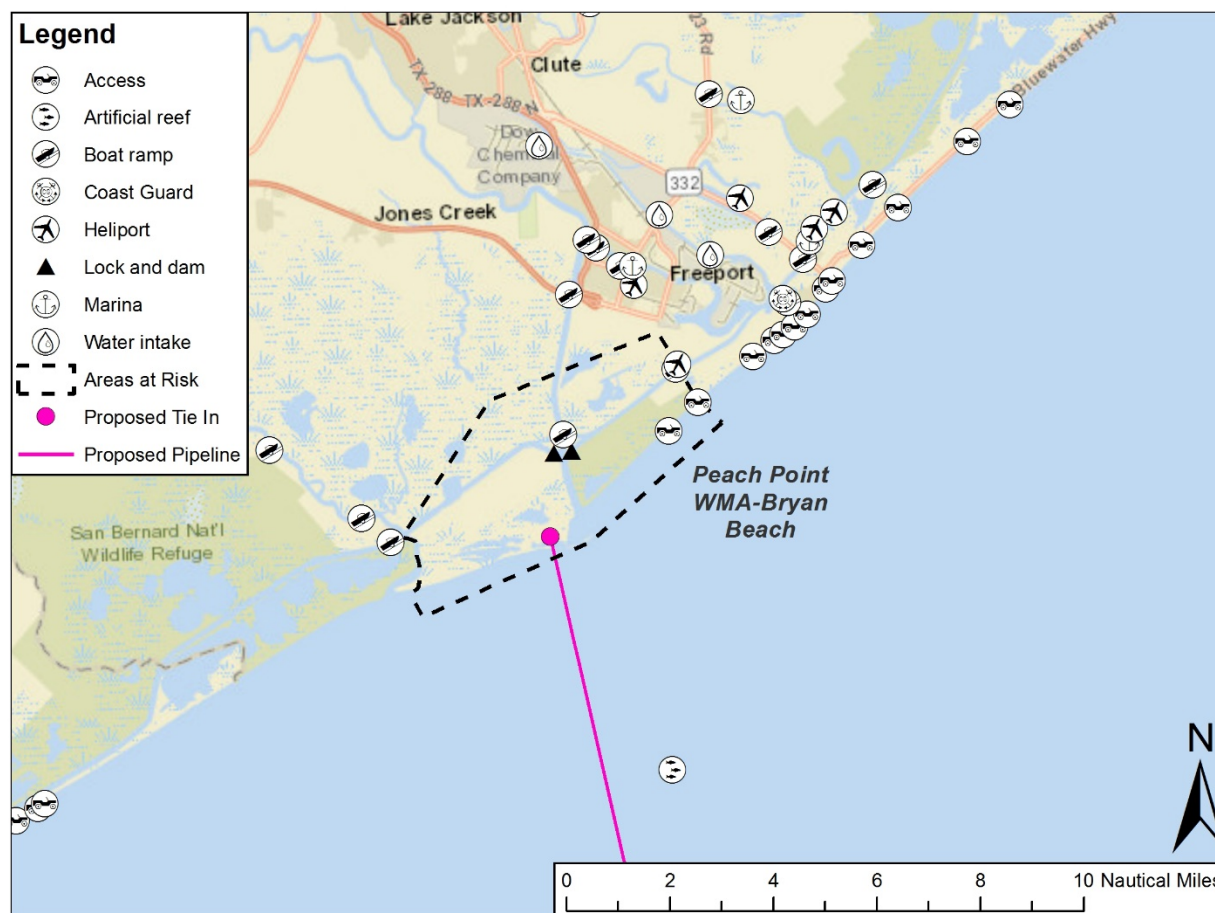 Legend
Access
Artificial reef
Boat ramp
Coast Guard
Heliport
Lock and dam
Marina
Water intake
Areas at Risk
Proposed Tie In
Proposed Pipeline
Lake Jackson
Clute
23 Rd
Bluewater Hwy
TX-288
TX-288
Dow
Chemical
Company
332
Jones Creek
Freeport
Peach Point
WMA-Bryan
Beach
San Bernard Nat'l
Wildlife Refuge
N
0 2 4 6 8 10 Nautical Miles